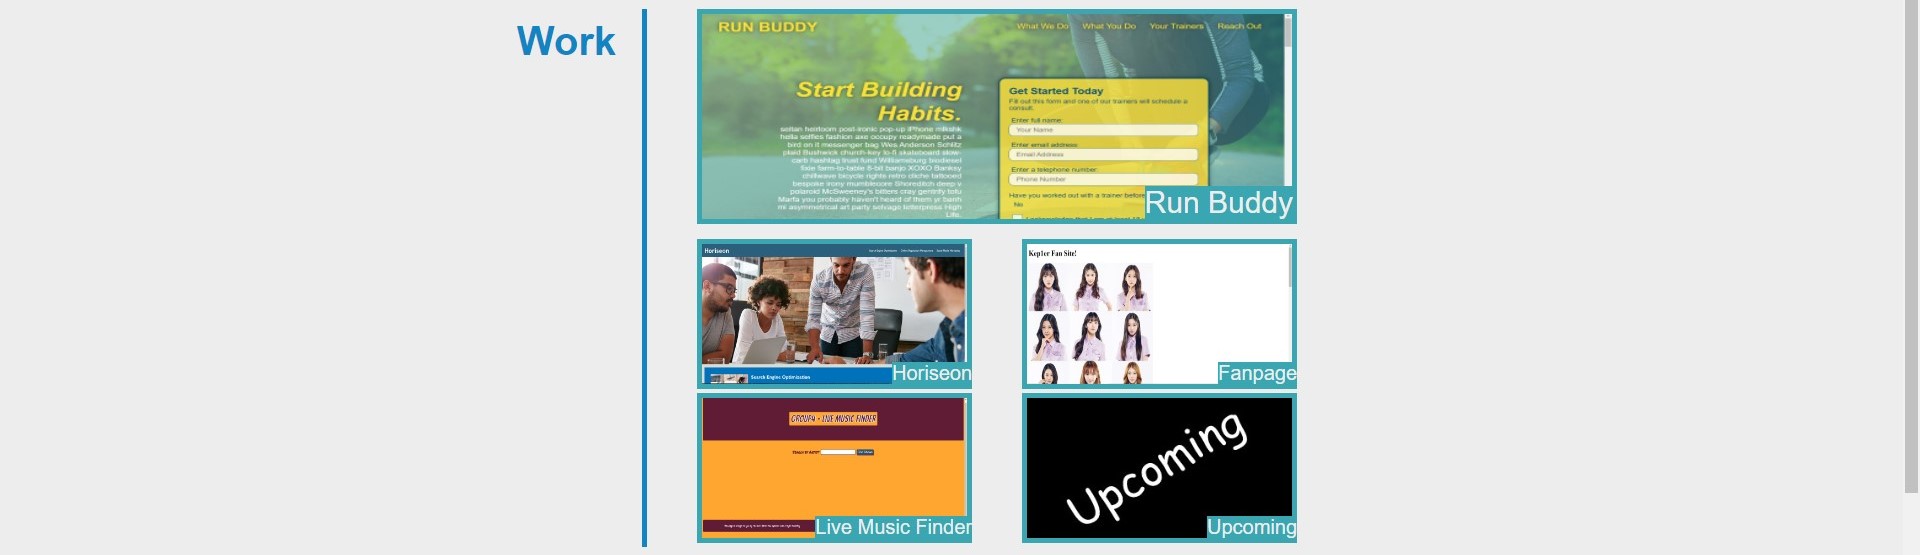 Work
RUN BUDDY
What We Do What You Do Your Trainers Reach Out
Start Building
Habits.
seitan heirloom post-ironic pop-up iPhone mlkshk
hella selfies fashion axe occupy readymade put a
bird on it messenger bag Wes Anderson Schlitz
plaid Bushwick church-key lo-fi skateboard slow-
carb hashtag trust fund Williamsburg biodiesel
fixie farm-to-table 8-bit banjo XOXO Banksy
chillwave bicycle rights retro cliche tattooed
bespoke irony mumblecore Shoreditch deep v
polaroid McSweeney's bitters cray gentrify tofu
Marfa you probably haven't heard of them yr banh
mi asymmetrical art party selvage letterpress High
Life.
Get Started Today
Fill out this form and one of our trainers will schedule a
consult.
Enter full name:
Your Name
Enter email address:
Email Address
Enter a telephone number:
Phone Number
Have you worked out with a trainer before
No
Run Buddy
Horiseon
Search Engine Optimization
Horiseon
Kep1er Fan Site!
Fanpage
GROUP4 - LIVE MUSIC FINDER
Live Music Finder
Upcoming
Upcoming